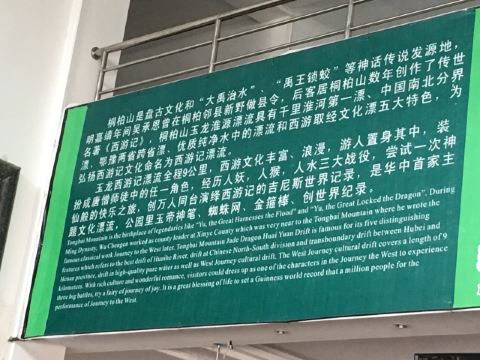 桐柏山是盘古文化和“大禹治水”、“禹王锁蛟”等神话传说发源地，
明嘉靖年间吴承恩曾在桐柏邻县新野做县令，后客居桐柏山数年创作了传世
名著《西游记》，桐柏山玉龙淮源漂流具有千里淮河第一漂、中国南北分界
漂、鄂豫两省跨省漂、优质纯净水中的漂流和西游取经文化漂五大特色，为
弘扬西游记文化命名为西游记漂流。
玉龙西游记漂流全程9公里，西游文化丰富、浪漫，游人置身其中，装
扮成唐僧师徒中的任一角色，经历人妖、人猴、人水三大战役，尝试一次神
仙般的快乐之旅，创万人同台演绎西游记的吉尼斯世界记录，是华中首家主
题文化漂流，公园里玉帝神笔、蜘蛛网、金箍棒、创世界纪录。
Tongbai Mountain is the birthplace of legendaries like "Yu, the Great Harnesses the Flood" and "Yu, the Great Locked the Dragon". During
Ming Dynasty, Wu Chengen worked as county leader at Xinye County which was very near to the Tongbai Mountain where he wrote the
famous classical work Journey to the West later. Tongbai Mountain Jade Dragon Huai Yuan Drift is famous for its five distinguishing
features which refers to the best drift of Huaihe River, drift at Chinese North-South division and transboundary drift between Hubei and
Henan province, drift in high-quality pure water as well as West Journey cultural drift. The West Journey cultural drift covers a length of 9
kilometers. With rich culture and wonderful romance, visitors could dress up as one of the characters in the Journey the West to experience
three big battles, try a fairy of journey of joy. It is a great blessing of life to set a Guinness world record that a million people for the
performance of Journey to the West.